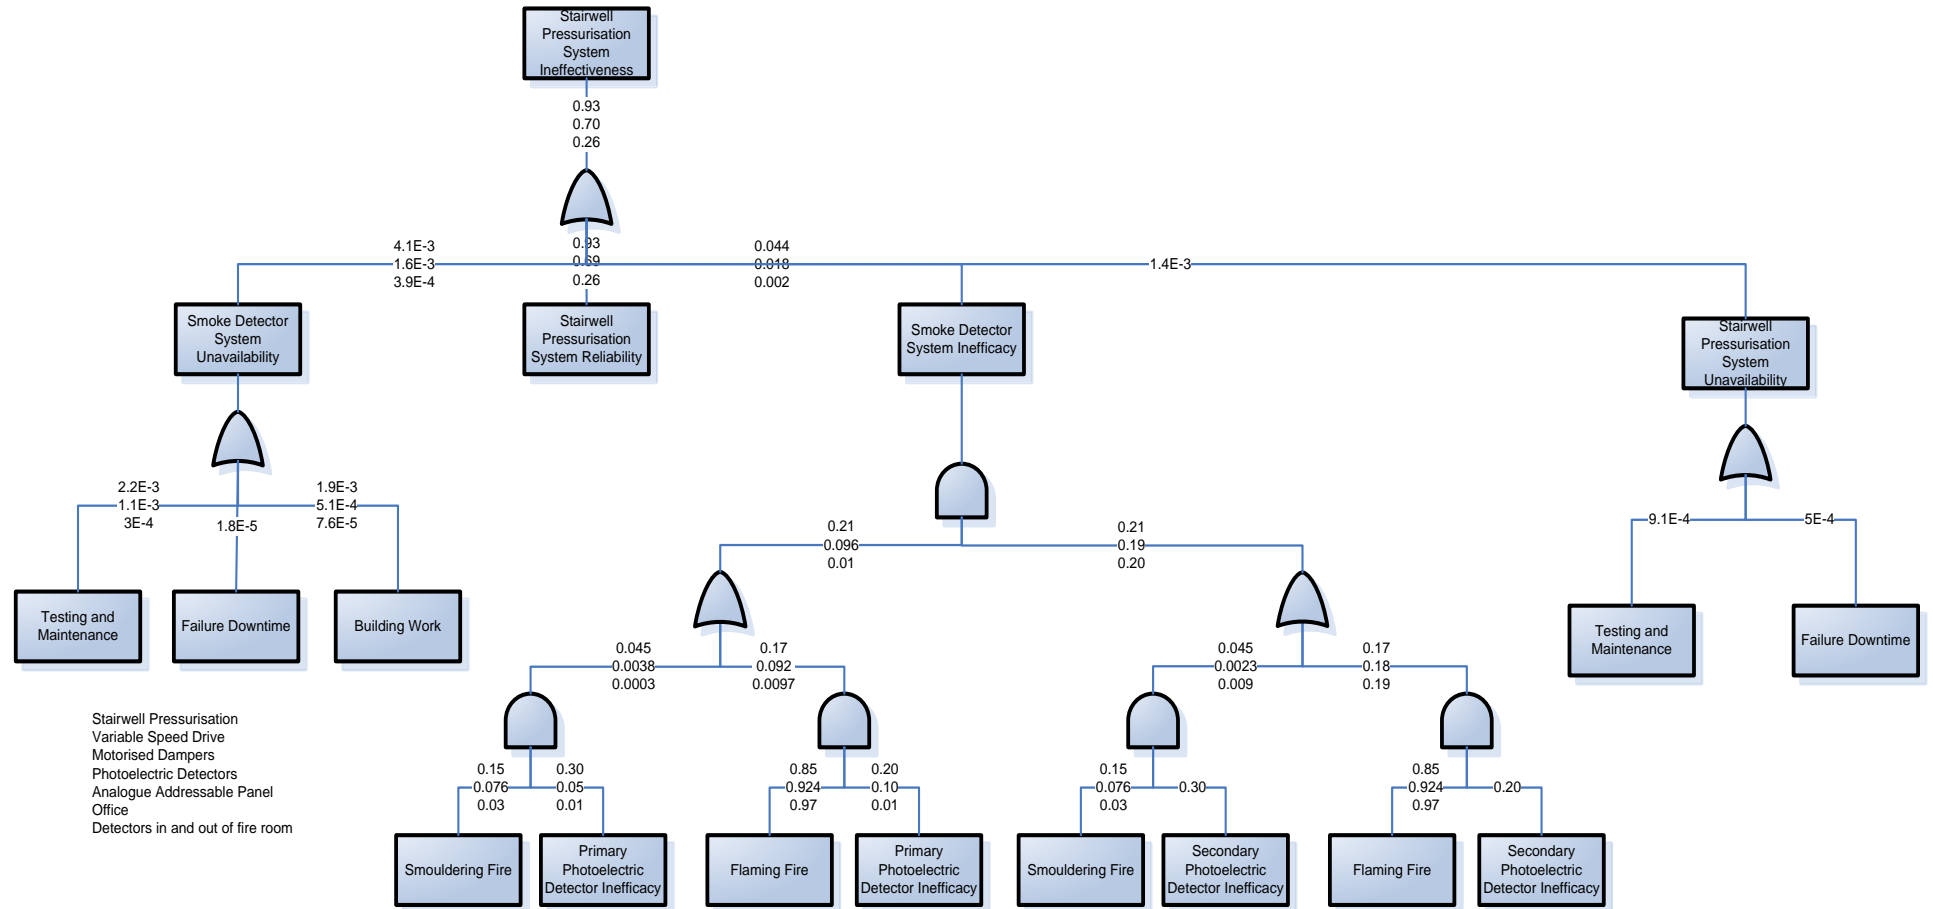 Stairwell
Pressurisation
System
Ineffectiveness
0.93
0.70
0.26
4.1E-3
1.6E-3
3.9E-4
0.93
0.69
0.26
0.044
0.018
0.002
1.4E-3
Smoke Detector
System
Unavailability
Stairwell
Pressurisation
System Reliability
Smoke Detector
System Inefficacy
Stairwell
Pressurisation
System
Unavailability
2.2E-3
1.1E-3
3E-4
1.8E-5
1.9E-3
5.1E-4
7.6E-5
0.21
0.096
0.01
0.21
0.19
0.20
9.1E-4
5E-4
Testing and
Maintenance
Failure Downtime
Building Work
Testing and
Maintenance
Failure Downtime
0.045
0.0038
0.0003
0.17
0.092
0.0097
0.045
0.0023
0.009
0.17
0.18
0.19
Stairwell Pressurisation
Variable Speed Drive
Motorised Dampers
Photoelectric Detectors
Analogue Addressable Panel
Office
Detectors in and out of fire room
0.15
0.076
0.03
0.30
0.05
0.01
0.85
0.924
0.97
0.20
0.10
0.01
0.15
0.076
0.03
0.30
0.85
0.924
0.97
0.20
Smouldering Fire
Primary
Photoelectric
Detector Inefficacy
Flaming Fire
Primary
Photoelectric
Detector Inefficacy
Smouldering Fire
Secondary
Photoelectric
Detector Inefficacy
Flaming Fire
Secondary
Photoelectric
Detector Inefficacy